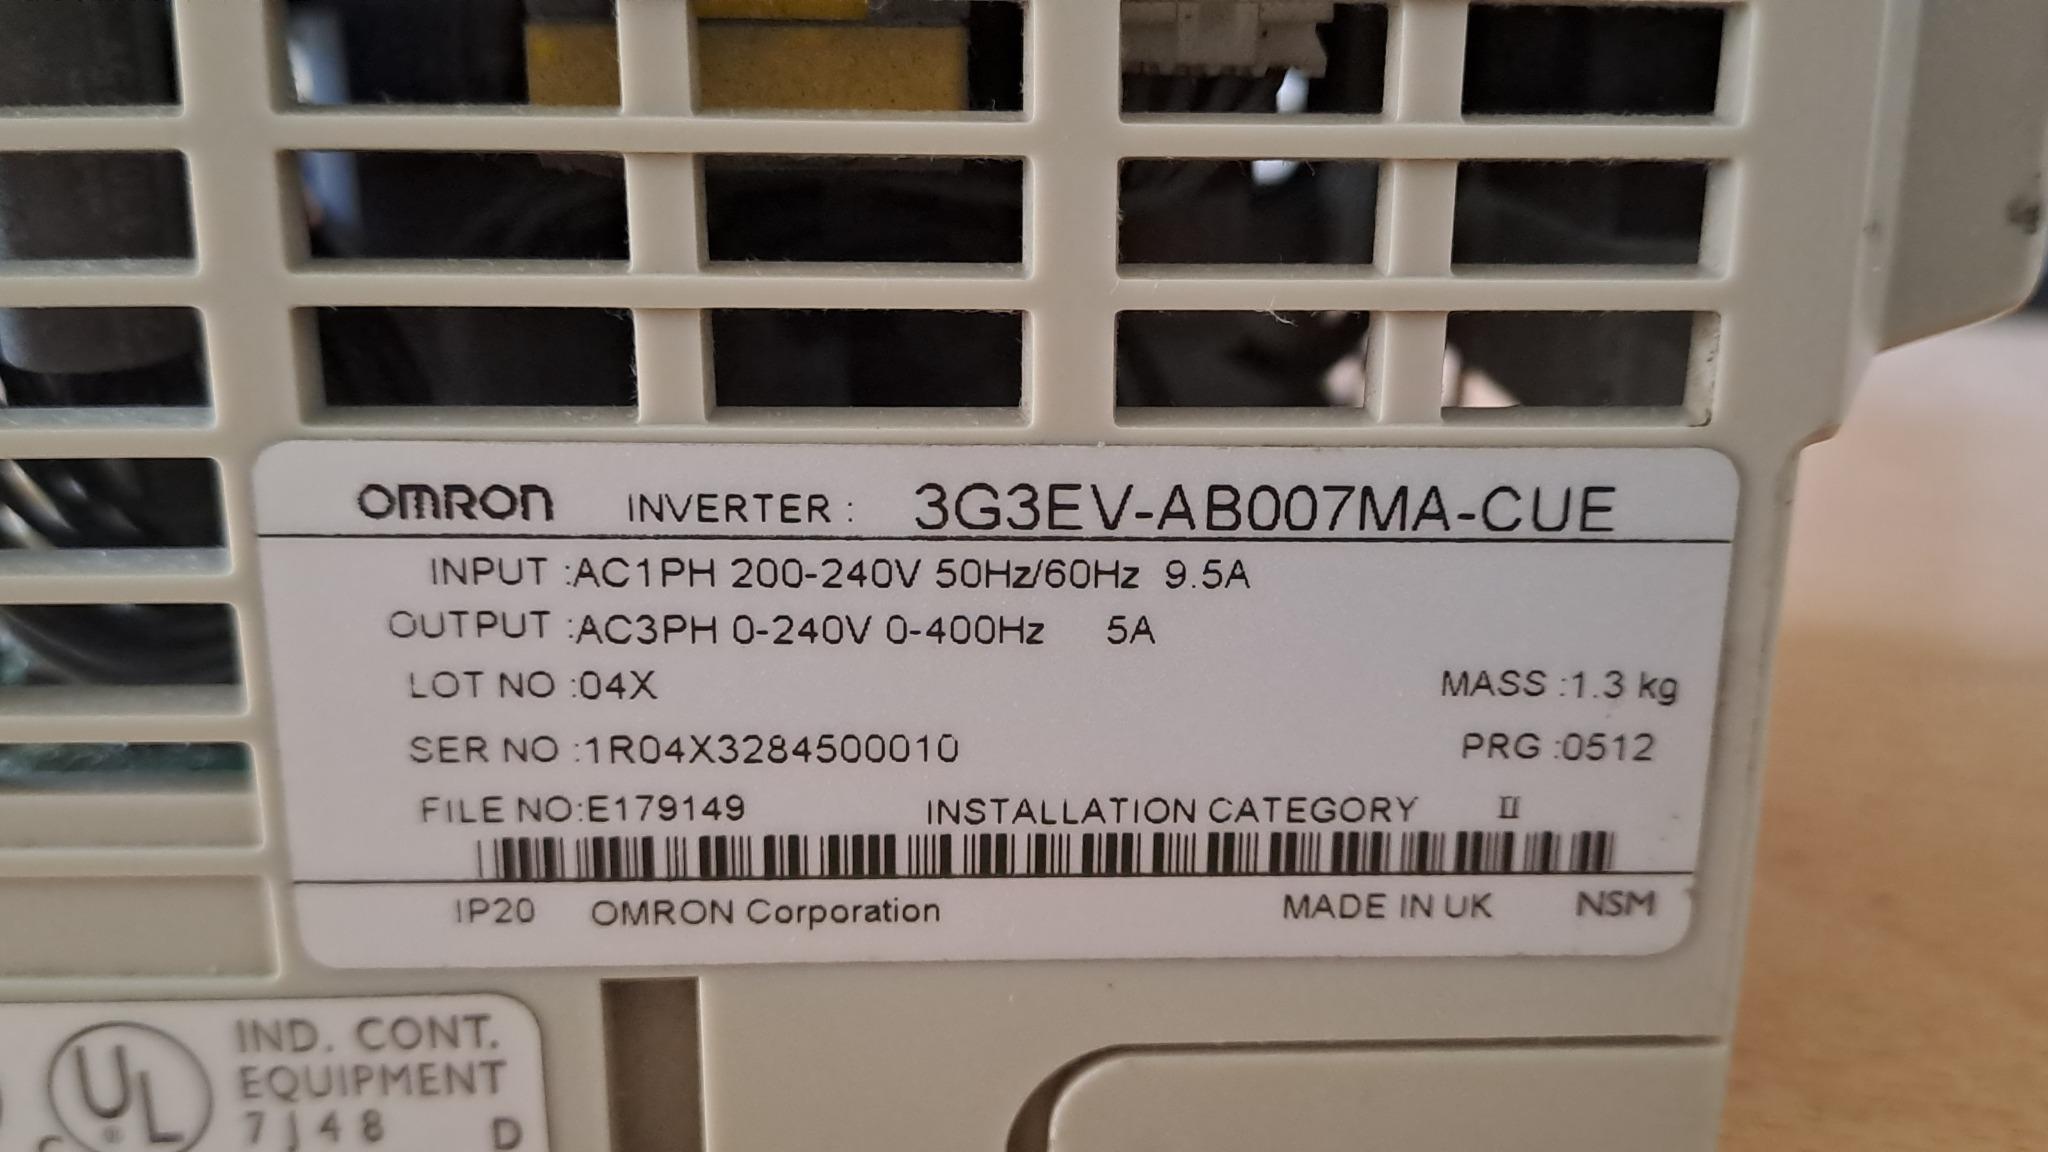 OMRON INVERTER : 3G3EV-AB007MA-CUE
INPUT :AC1PH 200-240V 50Hz/60Hz 9.5A
OUTPUT :AC3PH 0-240V 0-400Hz 5A
LOT NO :04X MASS :1.3 kg
SER NO :1R04X3284500010 PRG :0512
FILE NO:E179149 INSTALLATION CATEGORY II
IP20 OMRON Corporation MADE IN UK NSM
UL IND. CONT.
EQUIPMENT
7J48 D